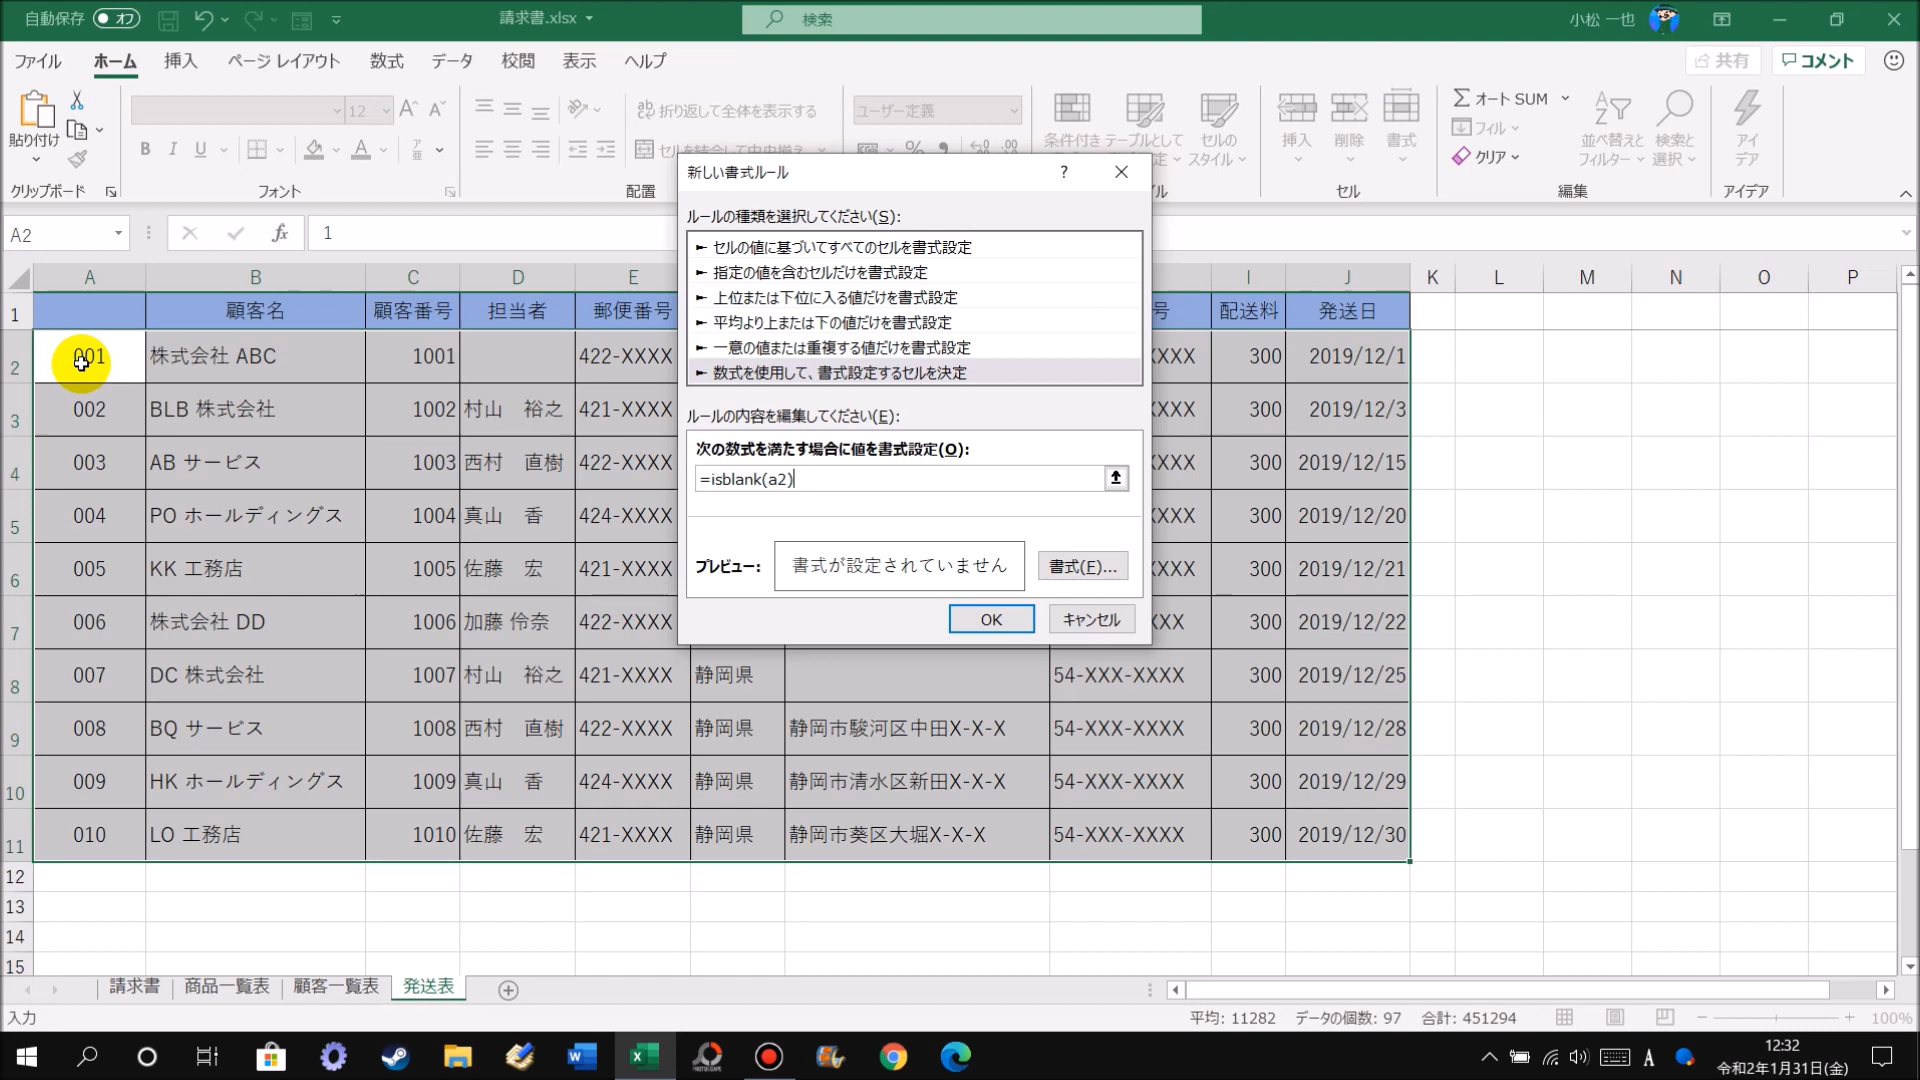 自動保存 オフ 請求書.xlsx 検索 小松 一也
ファイル ホーム 挿入 ページ レイアウト 数式 データ 校閲 表示 ヘルプ 共有 コメント
貼り付け 12 折り返して全体を表示する ユーザー定義 条件付き テーブルとして セルの スタイル 挿入 削除 書式 オート SUM フィル クリア 並べ替えと フィルター 検索と 選択 アイ デア
クリップボード フォント 配置 セル 編集 アイデア
A2 fx 1
A B C D E I J K L M N O P
1 顧客名 顧客番号 担当者 郵便番号 号 配送料 発送日
2 001 株式会社 ABC 1001 422-XXXX XXXX 300 2019/12/1
3 002 BLB 株式会社 1002 村山 裕之 421-XXXX XXXX 300 2019/12/3
4 003 AB サービス 1003 西村 直樹 422-XXXX XXXX 300 2019/12/15
5 004 PO ホールディングス 1004 真山 香 424-XXXX XXXX 300 2019/12/20
6 005 KK 工務店 1005 佐藤 宏 421-XXXX XXXX 300 2019/12/21
7 006 株式会社 DD 1006 加藤 伶奈 422-XXXX XXX 300 2019/12/22
8 007 DC 株式会社 1007 村山 裕之 421-XXXX 静岡県 54-XXX-XXXX 300 2019/12/25
9 008 BQ サービス 1008 西村 直樹 422-XXXX 静岡県 静岡市駿河区中田X-X-X 54-XXX-XXXX 300 2019/12/28
10 009 HK ホールディングス 1009 真山 香 424-XXXX 静岡県 静岡市清水区新田X-X-X 54-XXX-XXXX 300 2019/12/29
11 010 LO 工務店 1010 佐藤 宏 421-XXXX 静岡県 静岡市葵区大堀X-X-X 54-XXX-XXXX 300 2019/12/30
12
13
14
15
新しい書式ルール ?
ルールの種類を選択してください(S):
► セルの値に基づいてすべてのセルを書式設定
► 指定の値を含むセルだけを書式設定
► 上位または下位に入る値だけを書式設定
► 平均より上または下の値だけを書式設定
► 一意の値または重複する値だけを書式設定
► 数式を使用して、書式設定するセルを決定
ルールの内容を編集してください(E):
次の数式を満たす場合に値を書式設定(O):
=isblank(a2)
プレビュー: 書式が設定されていません 書式(F)...
OK キャンセル
請求書 商品一覧表 顧客一覧表 発送表
入力 平均: 11282 データの個数: 97 合計: 451294 100%
A 12:32
令和2年1月31日(金)